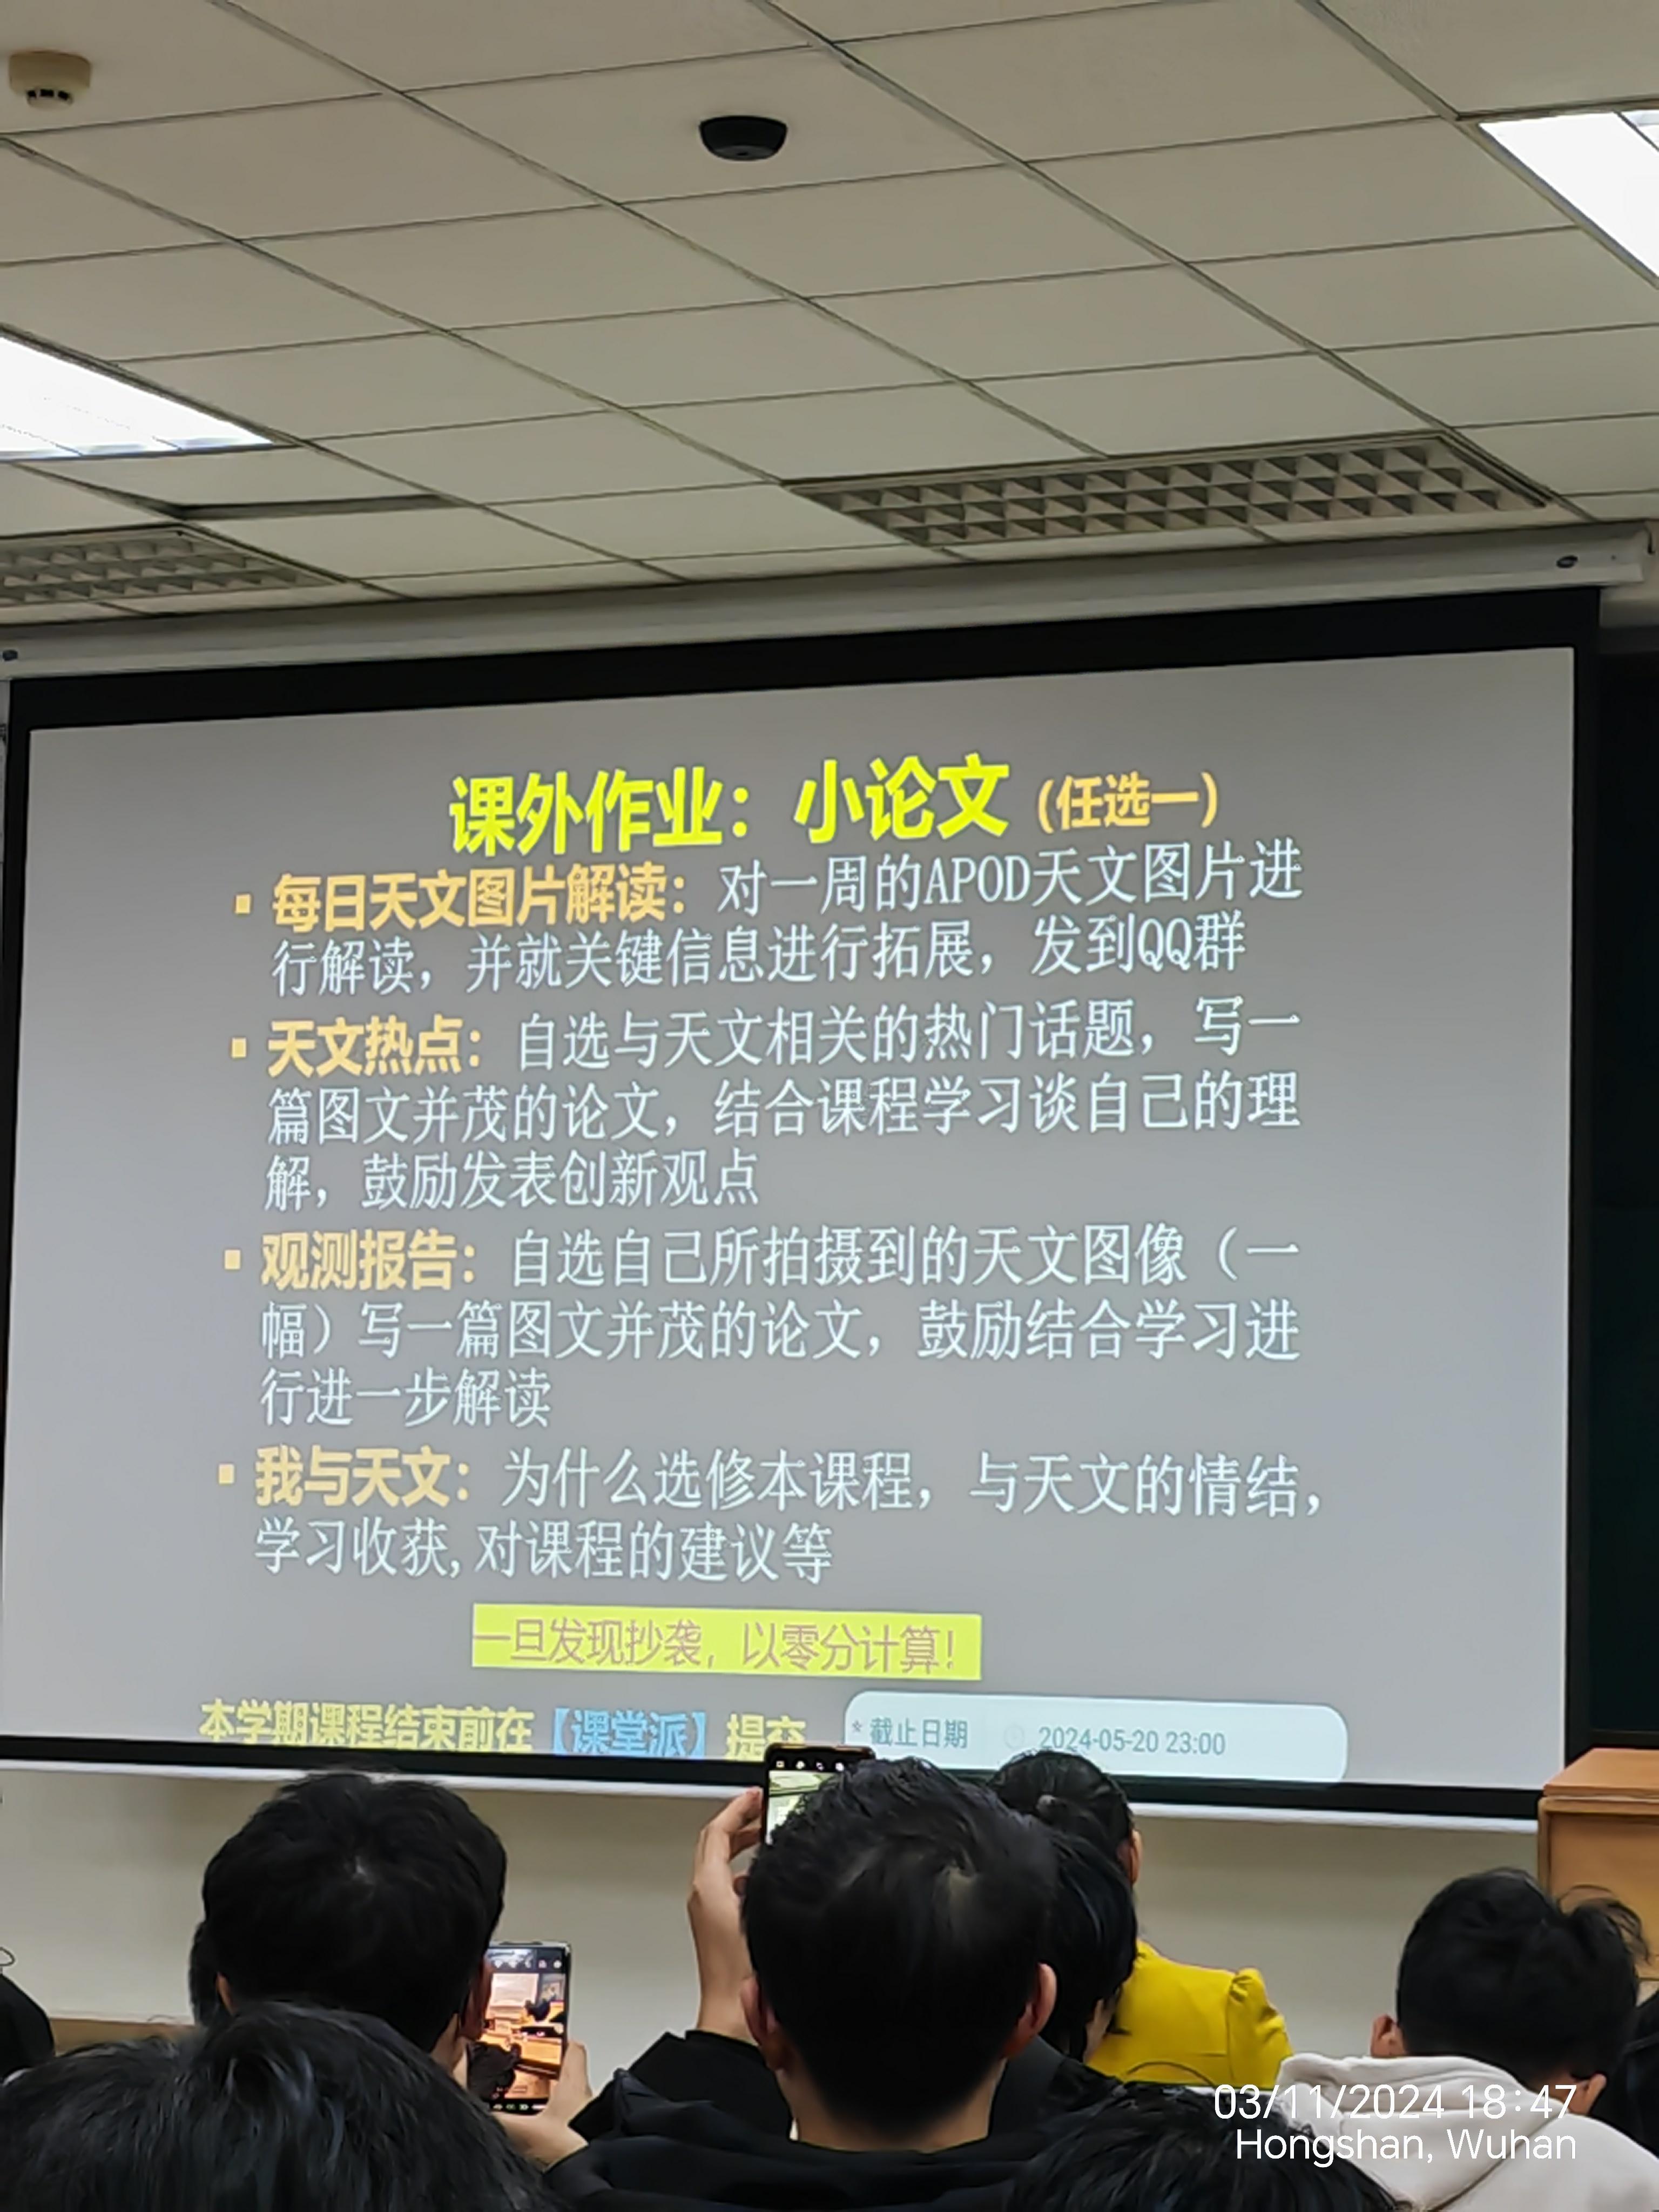 课外作业：小论文 (任选一)
▪ 每日天文图片解读：对一周的APOD天文图片进
行解读，并就关键信息进行拓展，发到QQ群
▪ 天文热点：自选与天文相关的热门话题，写一
篇图文并茂的论文，结合课程学习谈自己的理
解，鼓励发表创新观点
▪ 观测报告：自选自己所拍摄到的天文图像（一
幅）写一篇图文并茂的论文，鼓励结合学习进
行进一步解读
▪ 我与天文：为什么选修本课程，与天文的情结，
学习收获,对课程的建议等
一旦发现抄袭，以零分计算！
本学期课程结束前在【课堂派】提交
* 截止日期 2024-05-20 23:00
03/11/2024 18:47
Hongshan, Wuhan